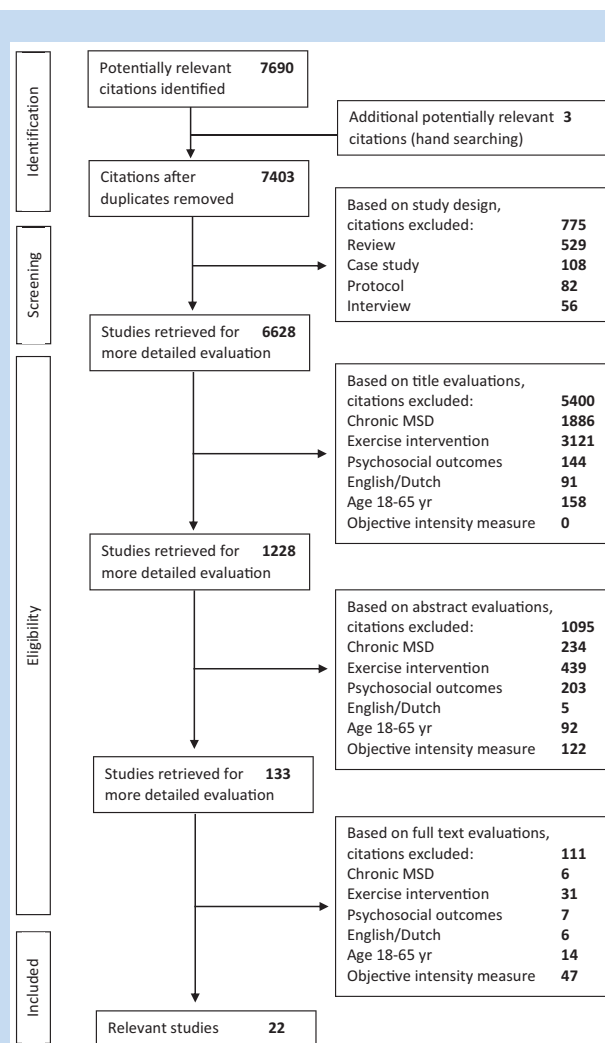 Identification
Potentially relevant 7690
citations identified
Additional potentially relevant 3
citations (hand searching)
Citations after 7403
duplicates removed
Screening
Based on study design,
citations excluded: 775
Review 529
Case study 108
Protocol 82
Interview 56
Studies retrieved for 6628
more detailed evaluation
Eligibility
Based on title evaluations,
citations excluded: 5400
Chronic MSD 1886
Exercise intervention 3121
Psychosocial outcomes 144
English/Dutch 91
Age 18-65 yr 158
Objective intensity measure 0
Studies retrieved for 1228
more detailed evaluation
Based on abstract evaluations,
citations excluded: 1095
Chronic MSD 234
Exercise intervention 439
Psychosocial outcomes 203
English/Dutch 5
Age 18-65 yr 92
Objective intensity measure 122
Studies retrieved for 133
more detailed evaluation
Based on full text evaluations,
citations excluded: 111
Chronic MSD 6
Exercise intervention 31
Psychosocial outcomes 7
English/Dutch 6
Age 18-65 yr 14
Objective intensity measure 47
Included
Relevant studies 22